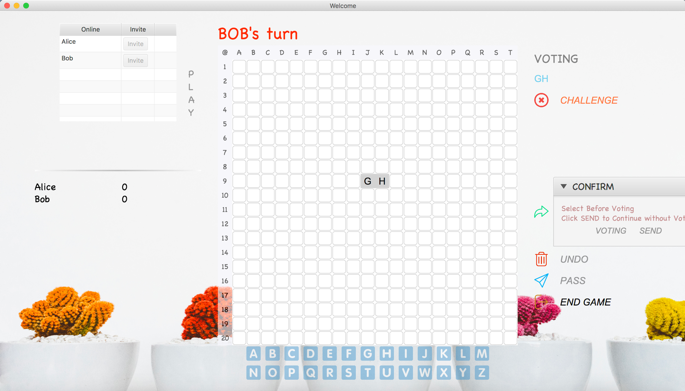 Welcome
Online Invite
Alice Invite
Bob Invite
P
L
A
Y
Alice 0
Bob 0
BOB's turn
@ A B C D E F G H I J K L M N O P Q R S T
1
2
3
4
5
6
7
8
9 G H
10
11
12
13
14
15
16
17
18
19
20
A B C D E F G H I J K L M
N O P Q R S T U V W X Y Z
VOTING
GH
CHALLENGE
CONFIRM
Select Before Voting
Click SEND to Continue without Vot
VOTING SEND
UNDO
PASS
END GAME